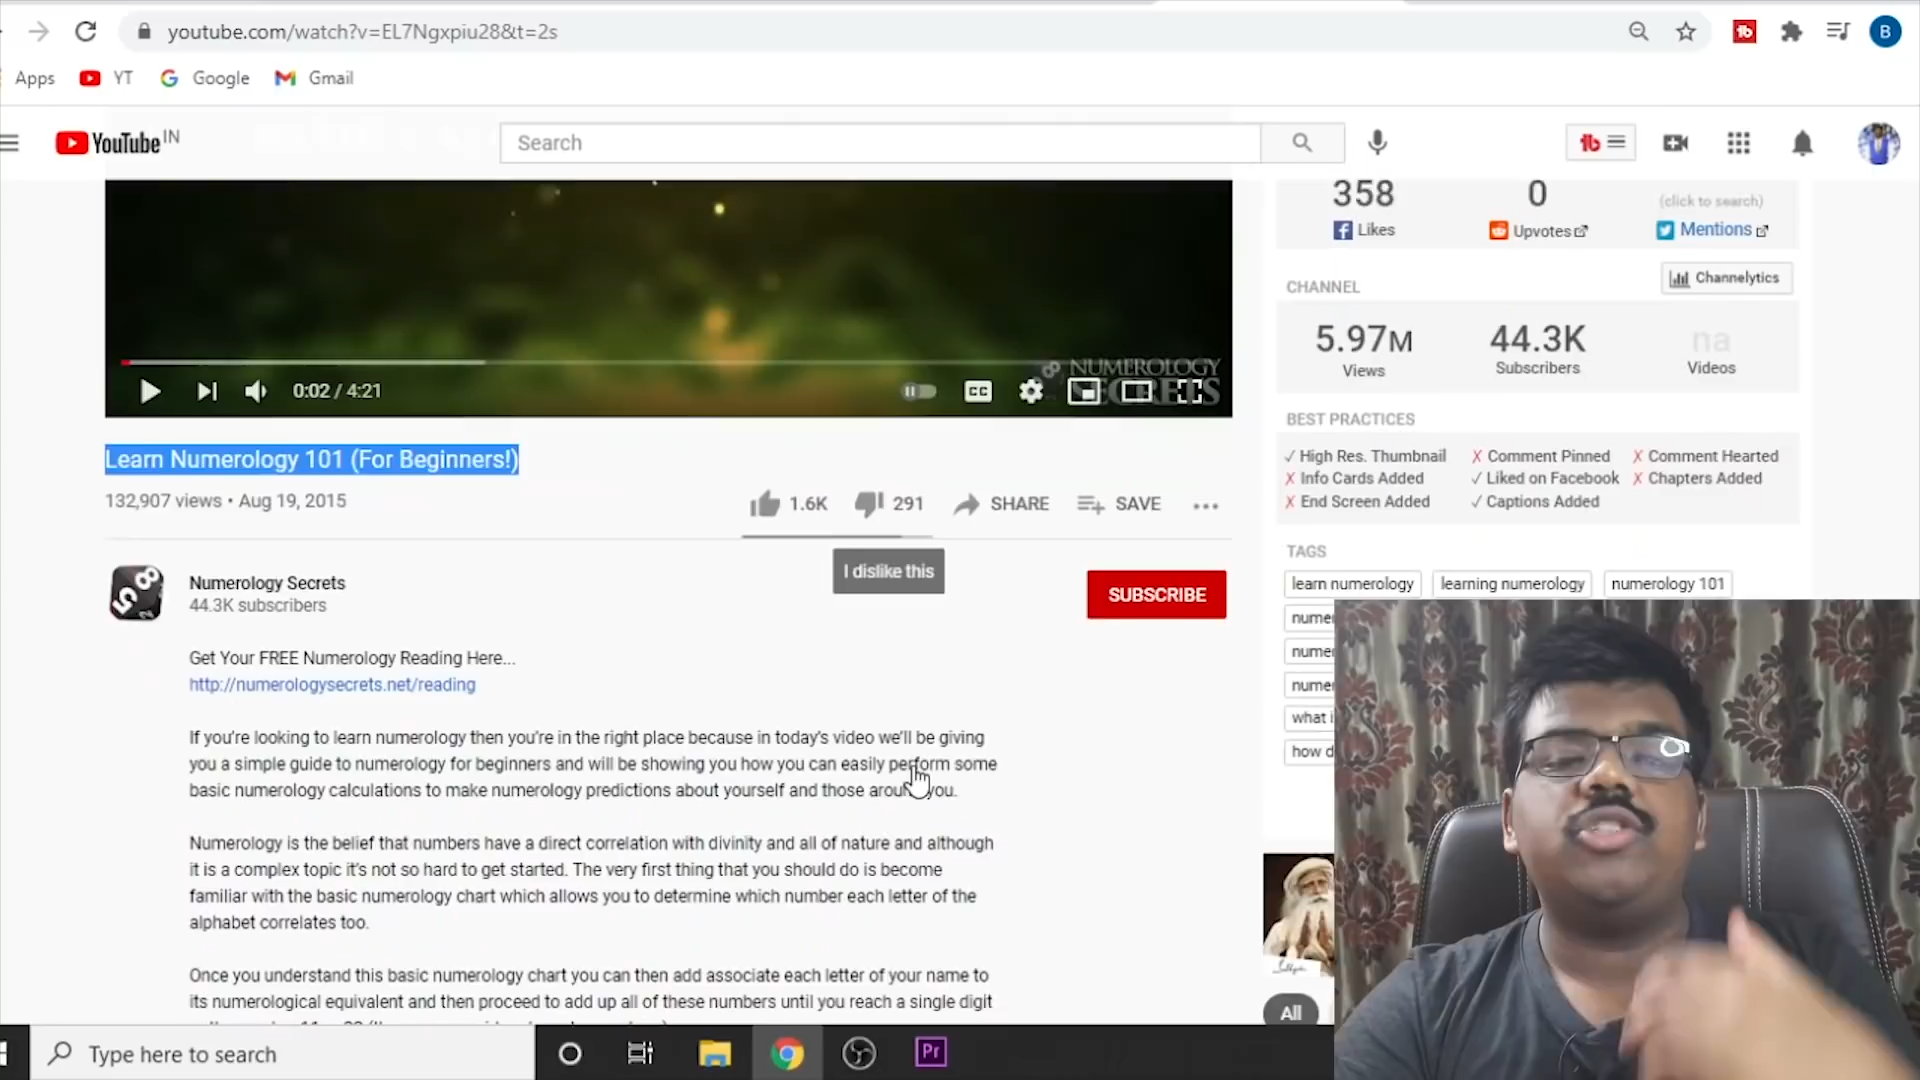 youtube.com/watch?v=EL7Ngxpiu28&t=2s
B
Apps YT Google Gmail
YouTube IN
Search
358
Likes
0
Upvotes
(click to search)
Mentions
CHANNEL
Channelytics
5.97M
Views
44.3K
Subscribers
na
Videos
BEST PRACTICES
✓ High Res. Thumbnail ✗ Comment Pinned ✗ Comment Hearted
✗ Info Cards Added ✓ Liked on Facebook ✗ Chapters Added
✗ End Screen Added ✓ Captions Added
TAGS
learn numerology learning numerology numerology 101
NUMEROLOGY
SECRETS
0:02 / 4:21
CC
Learn Numerology 101 (For Beginners!)
132,907 views • Aug 19, 2015
1.6K 291 SHARE SAVE
I dislike this
Numerology Secrets
44.3K subscribers
SUBSCRIBE
Get Your FREE Numerology Reading Here...
http://numerologysecrets.net/reading
If you're looking to learn numerology then you're in the right place because in today's video we'll be giving
you a simple guide to numerology for beginners and will be showing you how you can easily perform some
basic numerology calculations to make numerology predictions about yourself and those around you.
Numerology is the belief that numbers have a direct correlation with divinity and all of nature and although
it is a complex topic it's not so hard to get started. The very first thing that you should do is become
familiar with the basic numerology chart which allows you to determine which number each letter of the
alphabet correlates too.
Once you understand this basic numerology chart you can then add associate each letter of your name to
its numerological equivalent and then proceed to add up all of these numbers until you reach a single digit
All
Type here to search
Pr